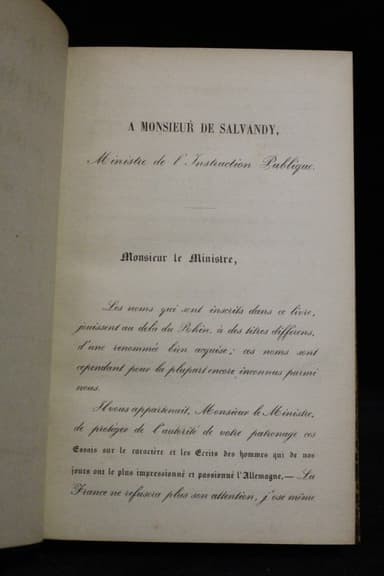 A MONSIEUR DE SALVANDY,
Ministre de l'Instruction Publique.
Monsieur le Ministre,
Les noms qui sont inscrits dans ce livre,
jouissent au delà du Rhin, à des titres différens,
d'une renommée bien acquise; ces noms sont
cependant pour la plupart encore inconnus parmi
nous.
Il vous appartenait, Monsieur le Ministre,
de protéger de l'autorité de votre patronage ces
Essais sur le caractère et les Ecrits des hommes qui de nos
jours ont le plus impressionné et passionné l'Allemagne.— La
France ne refusera plus son attention, j'ose même